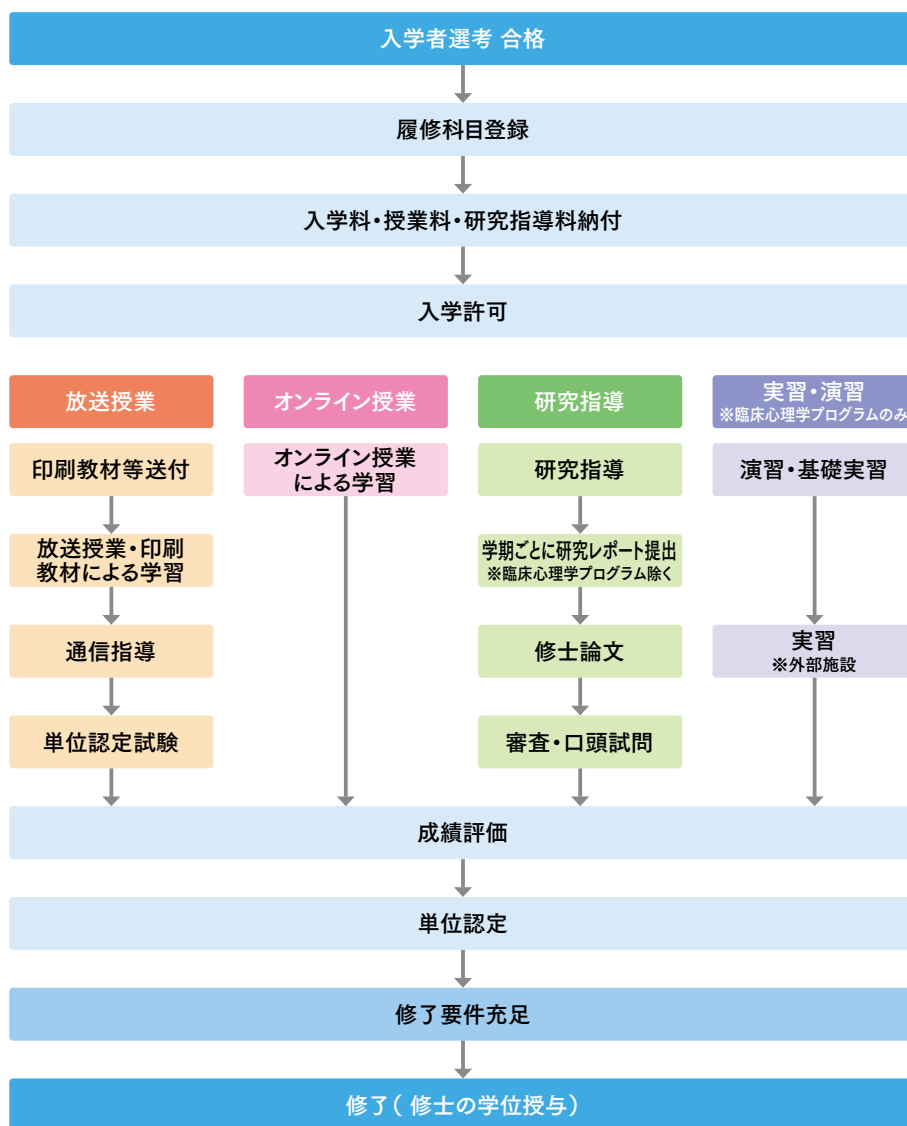 入学者選考 合格
履修科目登録
入学料・授業料・研究指導料納付
入学許可
放送授業
印刷教材等送付
放送授業・印刷
教材による学習
通信指導
単位認定試験
オンライン授業
オンライン授業
による学習
研究指導
研究指導
学期ごとに研究レポート提出
※臨床心理学プログラム除く
修士論文
審査・口頭試問
実習・演習
※臨床心理学プログラムのみ
演習・基礎実習
実習
※外部施設
成績評価
単位認定
修了要件充足
修了( 修士の学位授与)